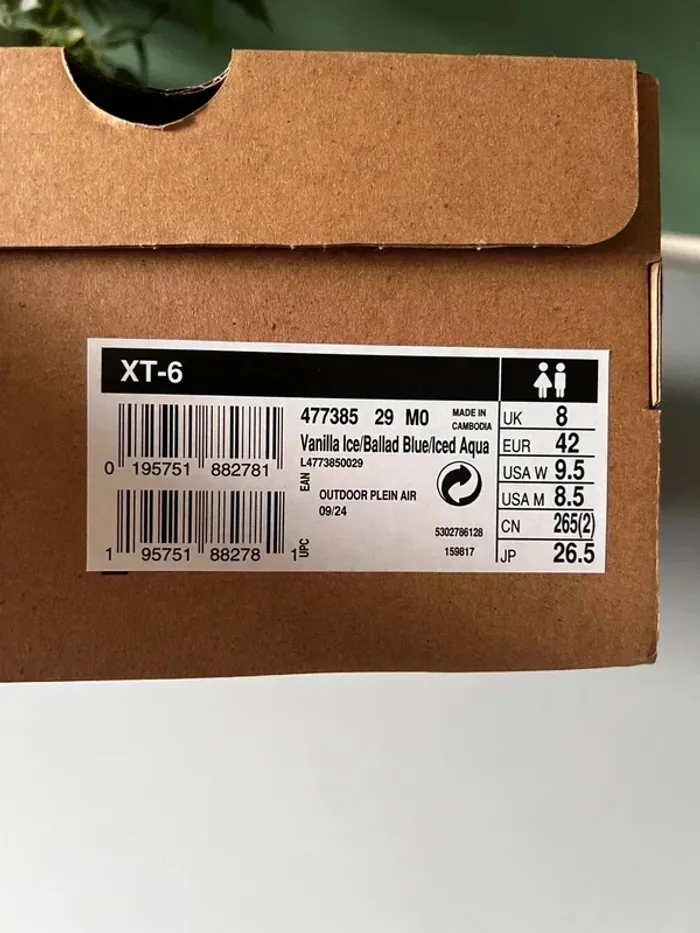 XT-6
0 195751 882781
1 95751 88278 1
EAN
UPC
477385 29 M0
MADE IN
CAMBODIA
Vanilla Ice/Ballad Blue/Iced Aqua
L4773850029
OUTDOOR PLEIN AIR
09/24
5302786128
159817
UK 8
EUR 42
USA W 9.5
USA M 8.5
CN 265(2)
JP 26.5